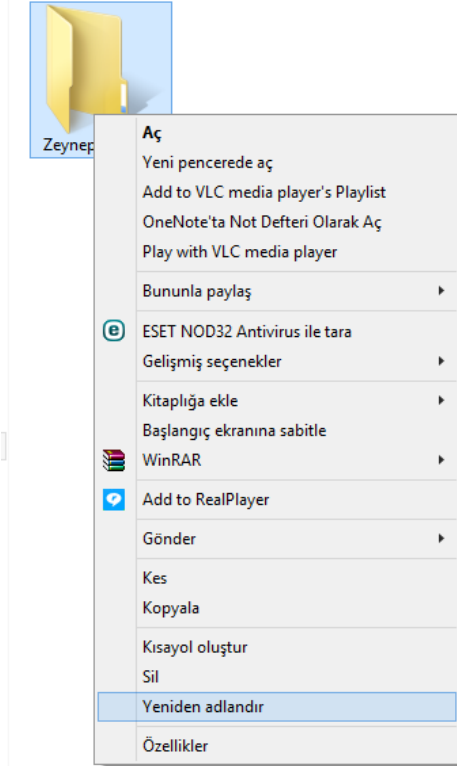 Zeynep
Aç
Yeni pencerede aç
Add to VLC media player's Playlist
OneNote'ta Not Defteri Olarak Aç
Play with VLC media player
Bununla paylaş
ESET NOD32 Antivirus ile tara
Gelişmiş seçenekler
Kitaplığa ekle
Başlangıç ekranına sabitle
WinRAR
Add to RealPlayer
Gönder
Kes
Kopyala
Kısayol oluştur
Sil
Yeniden adlandır
Özellikler